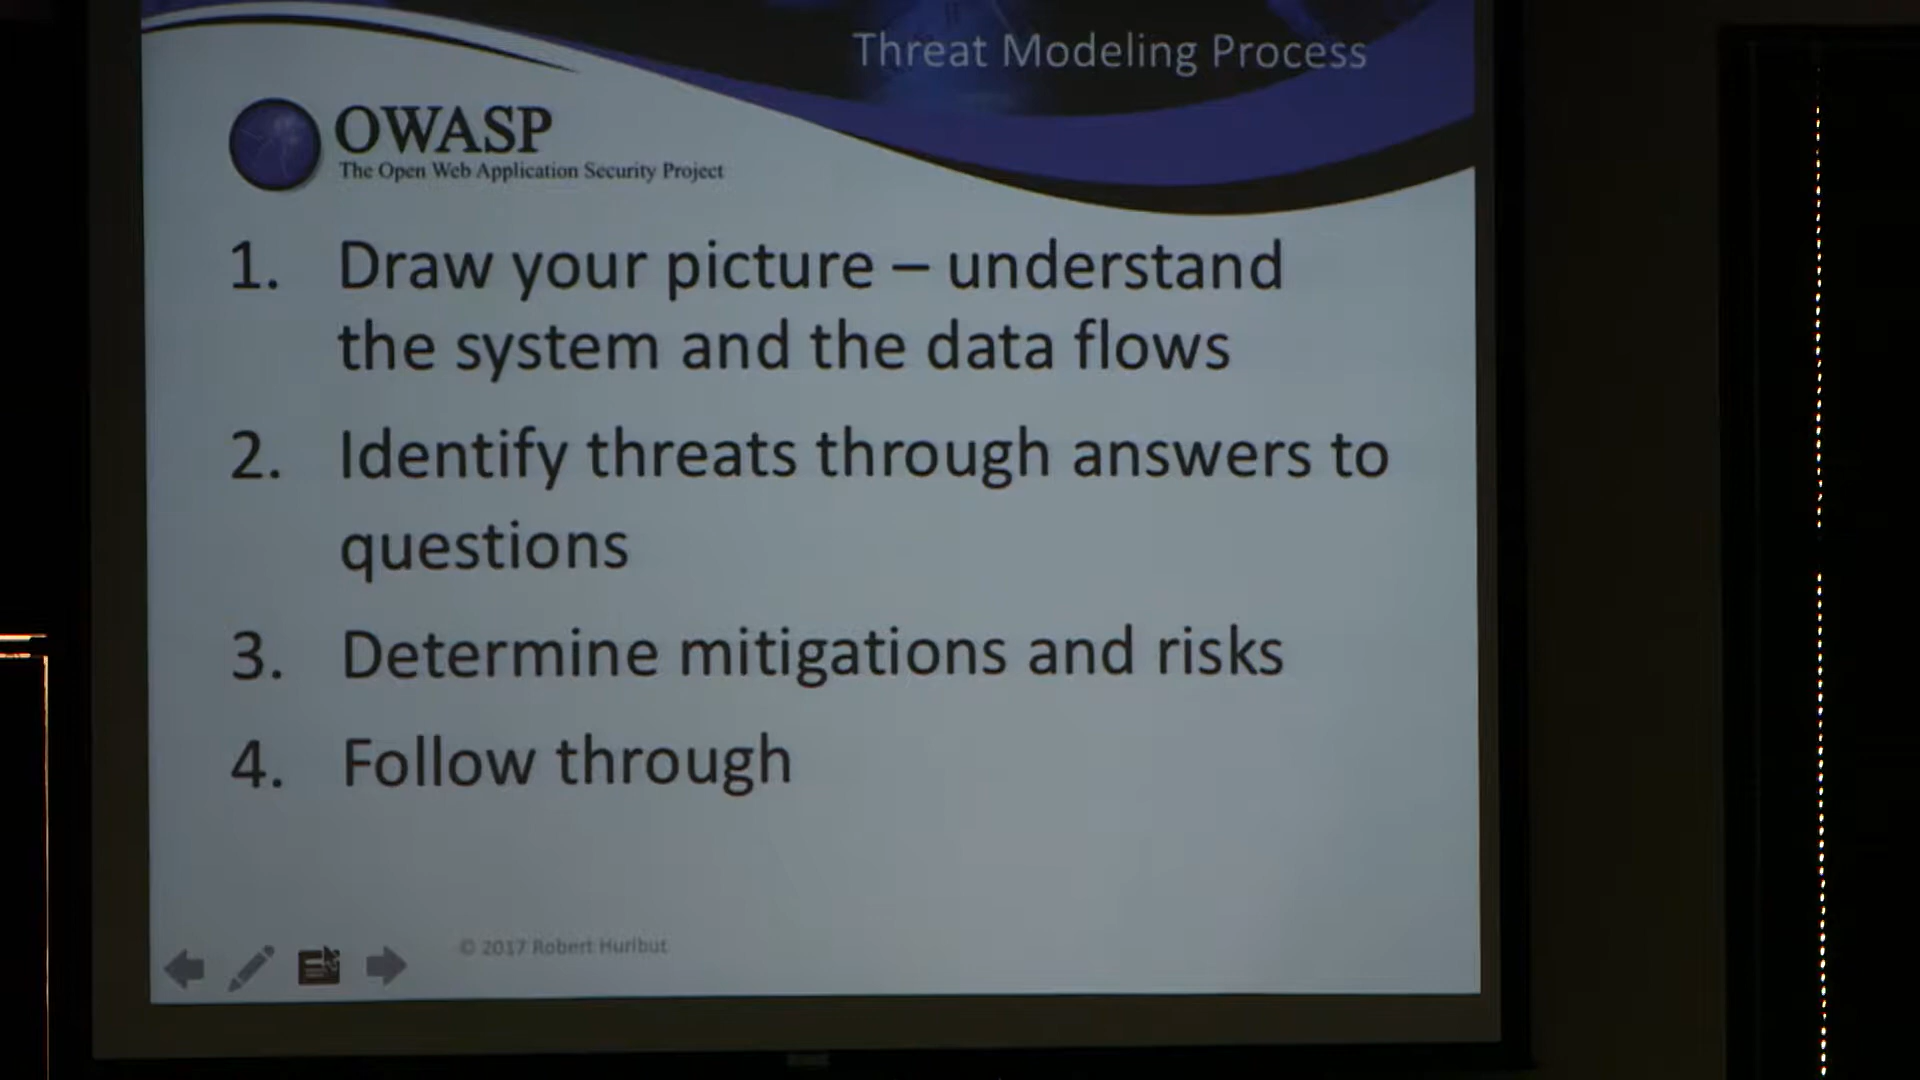 Threat Modeling Process
OWASP
The Open Web Application Security Project
1. Draw your picture – understand
the system and the data flows
2. Identify threats through answers to
questions
3. Determine mitigations and risks
4. Follow through
© 2017 Robert Hurlbut